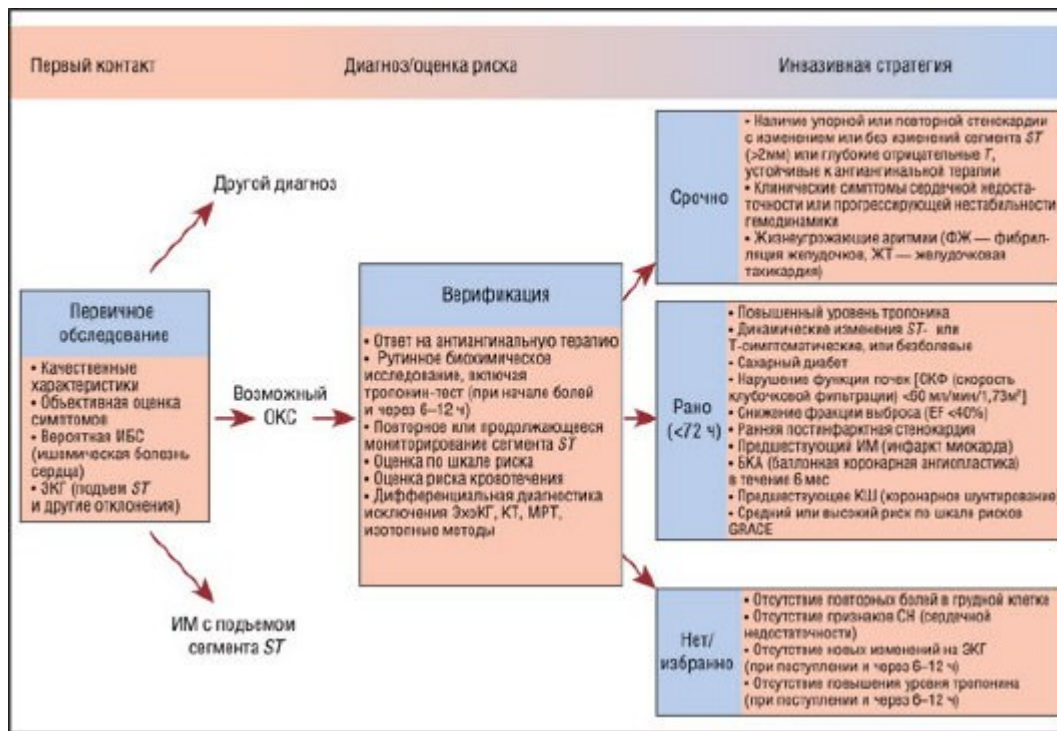 Первый контакт
Диагноз/оценка риска
Инвазивная стратегия
Другой диагноз
Первичное
обследование
• Качественные
характеристики
• Объективная оценка
симптомов
• Вероятная ИБС
(ишемическая болезнь
сердца)
• ЭКГ (подъем ST
и другие отклонения)
Возможный
ОКС
ИМ с подъемом
сегмента ST
Верификация
• Ответ на антиангинальную терапию
• Рутинное биохимическое
исследование, включая
тропонин-тест (при начале болей
и через 6–12 ч)
• Повторное или продолжающееся
мониторирование сегмента ST
• Оценка по шкале риска
• Оценка риска кровотечения
• Дифференциальная диагностика
исключения ЭхоКГ, КТ, МРТ,
изотопные методы
Срочно
• Наличие упорной или повторной стенокардии
с изменением или без изменений сегмента ST
(>2мм) или глубокие отрицательные T,
устойчивые к антиангинальной терапии
• Клинические симптомы сердечной недоста-
точности или прогрессирующей нестабильности
гемодинамики
• Жизнеугрожающие аритмии (ФЖ — фибрил-
ляция желудочков, ЖТ — желудочковая
тахикардия)
Рано
(<72 ч)
• Повышенный уровень тропонина
• Динамические изменения ST- или
Т-симптоматические, или безболевые
• Сахарный диабет
• Нарушение функции почек [СКФ (скорость
клубочковой фильтрации) <60 мл/мин/1,73м²]
• Снижение фракции выброса (EF <40%)
• Ранняя постинфарктная стенокардия
• Предшествующий ИМ (инфаркт миокарда)
• БКА (баллонная коронарная ангиопластика)
в течение 6 мес
• Предшествующее КШ (коронарное шунтирование)
• Средний или высокий риск по шкале рисков
GRACE
Нет/
избранно
• Отсутствие повторных болей в грудной клетке
• Отсутствие признаков СН (сердечной
недостаточности)
• Отсутствие новых изменений на ЭКГ
(при поступлении и через 6–12 ч)
• Отсутствие повышения уровня тропонина
(при поступлении и через 6–12 ч)